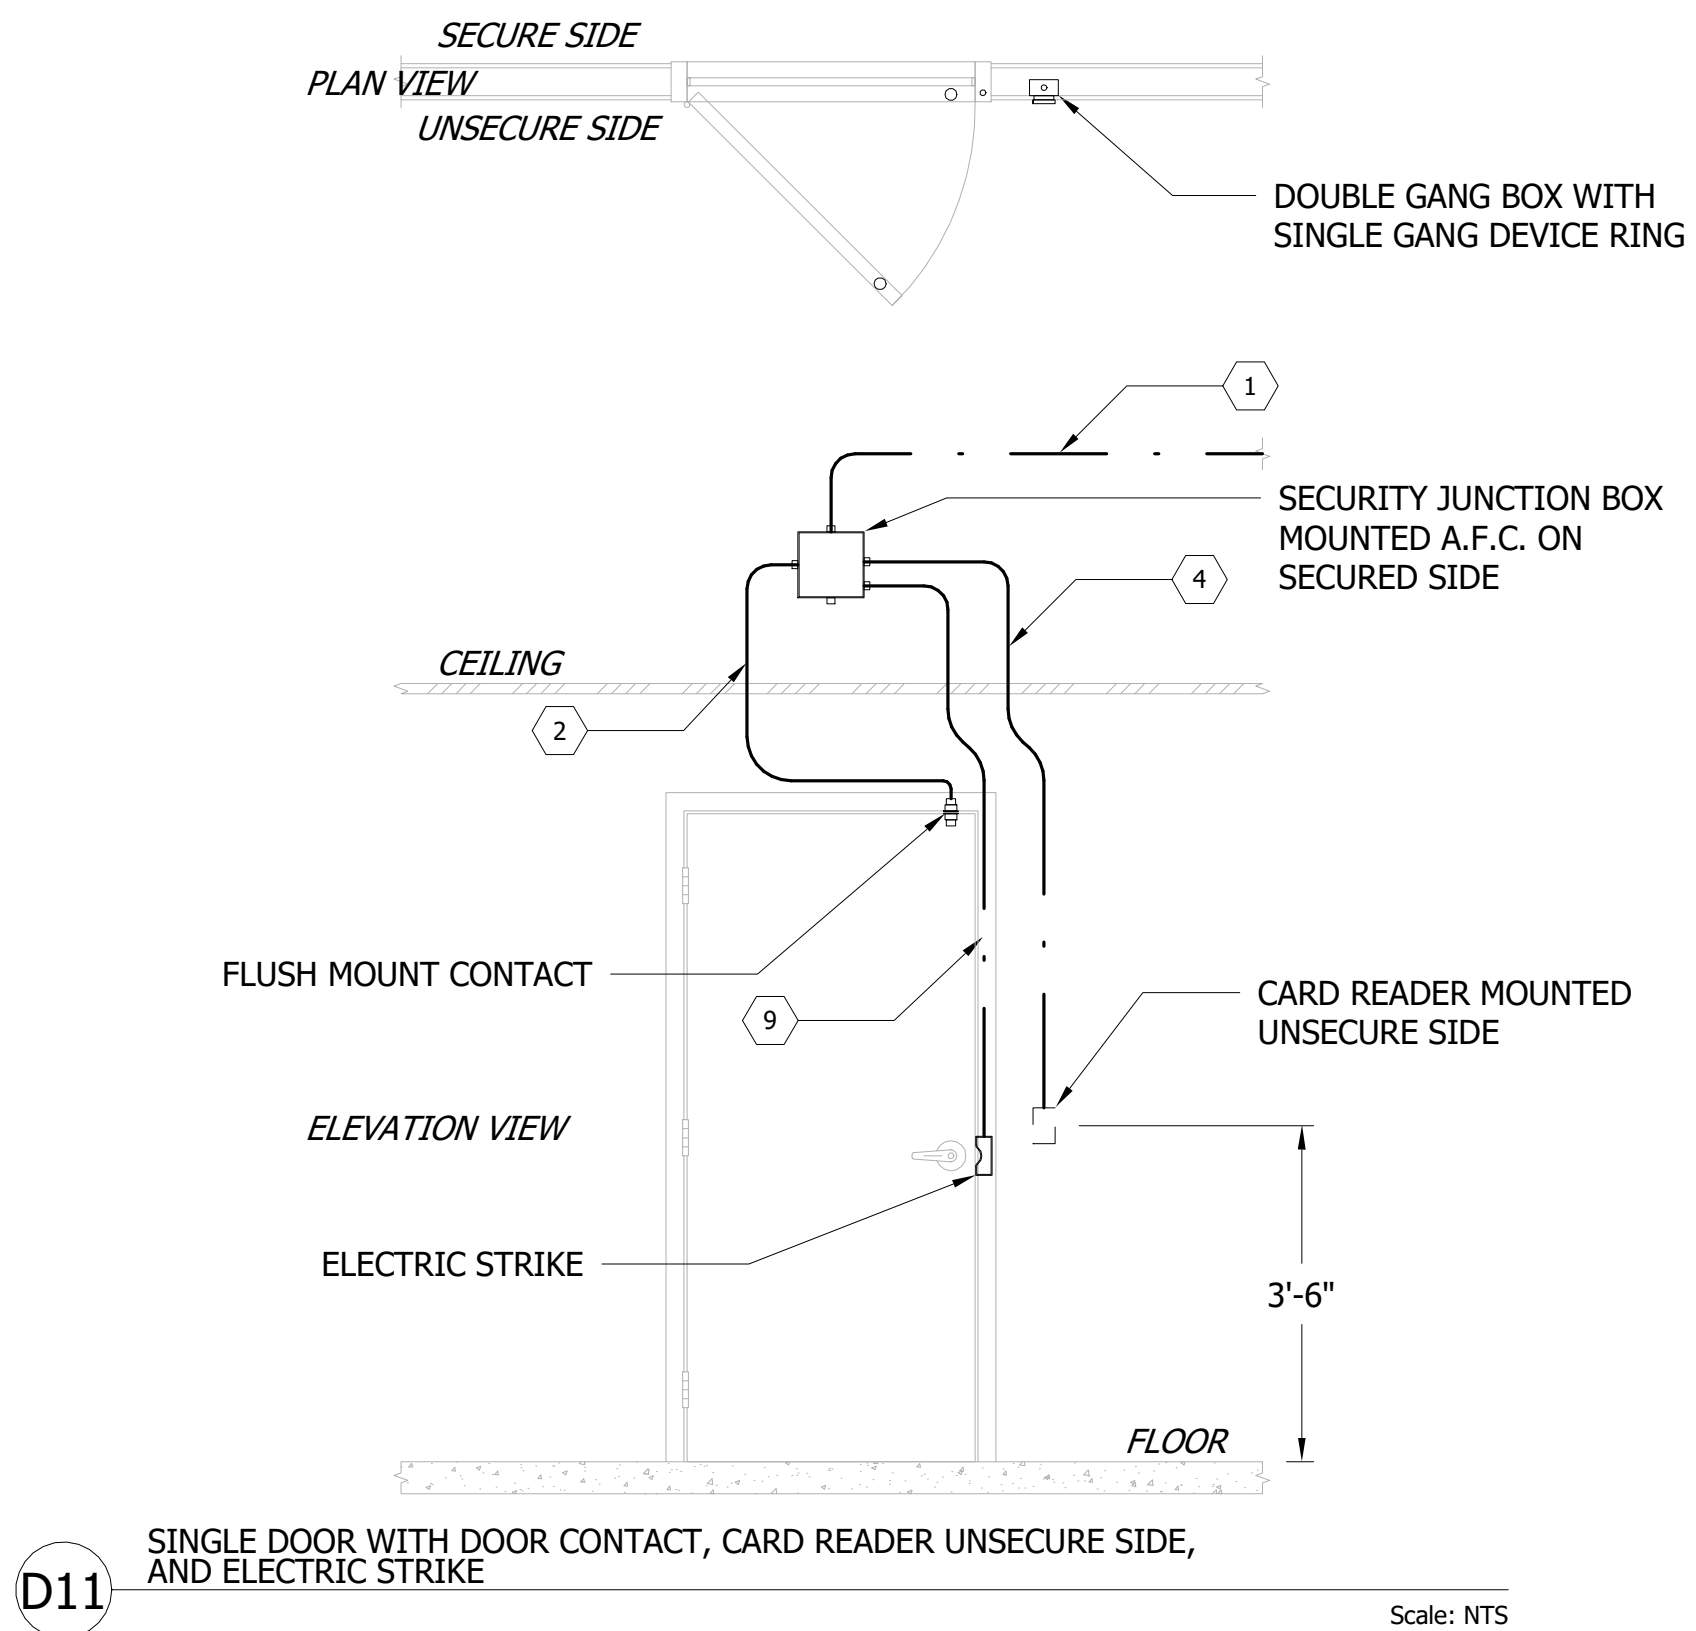 SECURE SIDE
PLAN VIEW
UNSECURE SIDE
DOUBLE GANG BOX WITH
SINGLE GANG DEVICE RING
1
SECURITY JUNCTION BOX
MOUNTED A.F.C. ON
SECURED SIDE
4
CEILING
2
FLUSH MOUNT CONTACT
9
CARD READER MOUNTED
UNSECURE SIDE
ELEVATION VIEW
ELECTRIC STRIKE
3'-6"
FLOOR
D11
SINGLE DOOR WITH DOOR CONTACT, CARD READER UNSECURE SIDE,
AND ELECTRIC STRIKE
Scale: NTS